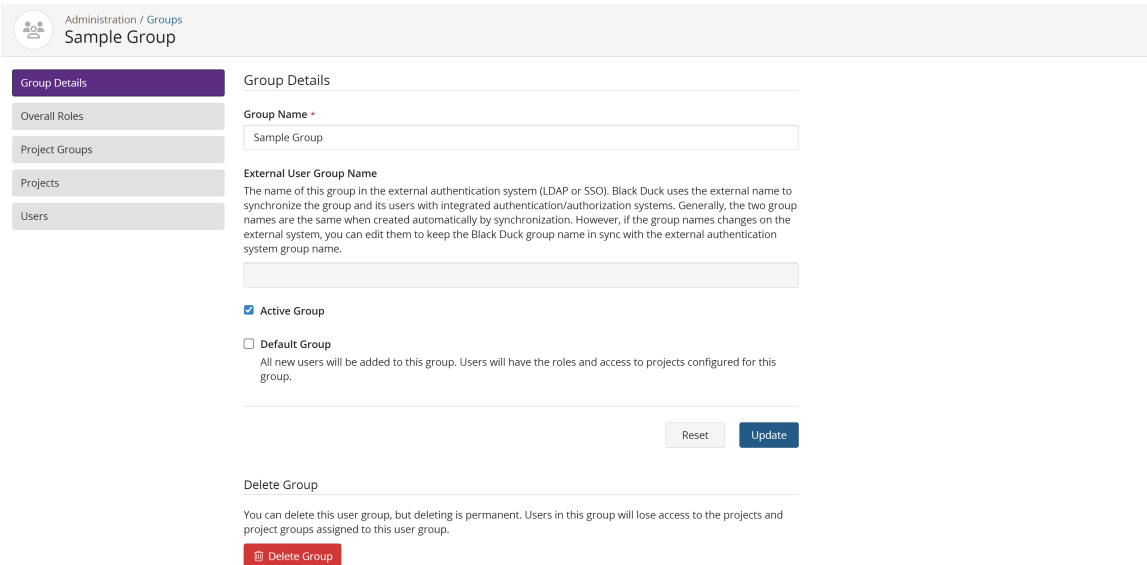 Administration / Groups
Sample Group
Group Details
Overall Roles
Project Groups
Projects
Users
Group Details
Group Name *
Sample Group
External User Group Name
The name of this group in the external authentication system (LDAP or SSO). Black Duck uses the external name to
synchronize the group and its users with integrated authentication/authorization systems. Generally, the two group
names are the same when created automatically by synchronization. However, if the group names changes on the
external system, you can edit them to keep the Black Duck group name in sync with the external authentication
system group name.
Active Group
Default Group
All new users will be added to this group. Users will have the roles and access to projects configured for this
group.
Reset
Update
Delete Group
You can delete this user group, but deleting is permanent. Users in this group will lose access to the projects and
project groups assigned to this user group.
Delete Group